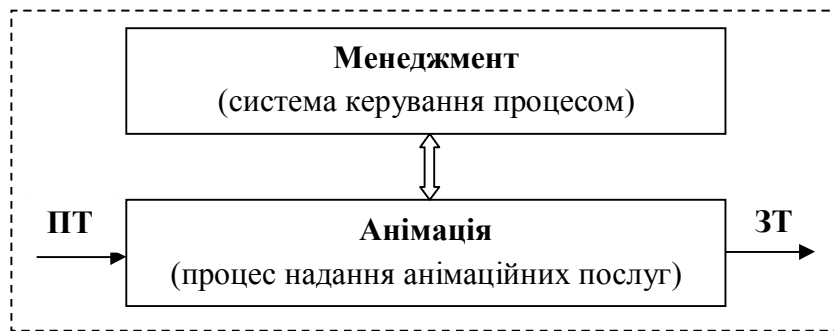 Менеджмент
(система керування процесом)
ПТ
Анімація
(процес надання анімаційних послуг)
ЗТ